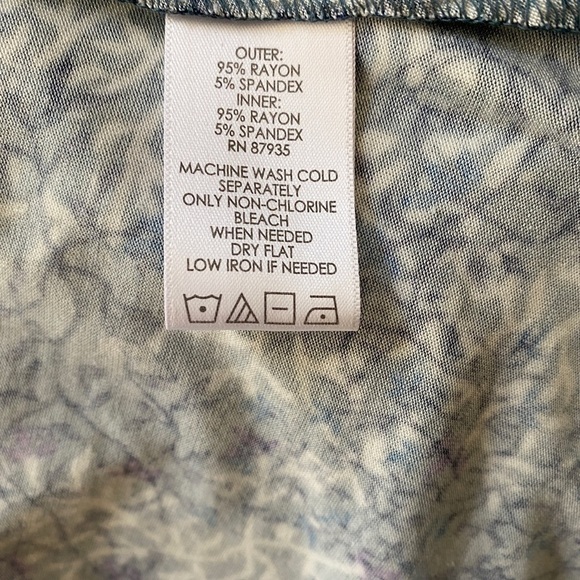 OUTER:
95% RAYON
5% SPANDEX
INNER:
95% RAYON
5% SPANDEX
RN 87935
MACHINE WASH COLD
SEPARATELY
ONLY NON-CHLORINE
BLEACH
WHEN NEEDED
DRY FLAT
LOW IRON IF NEEDED